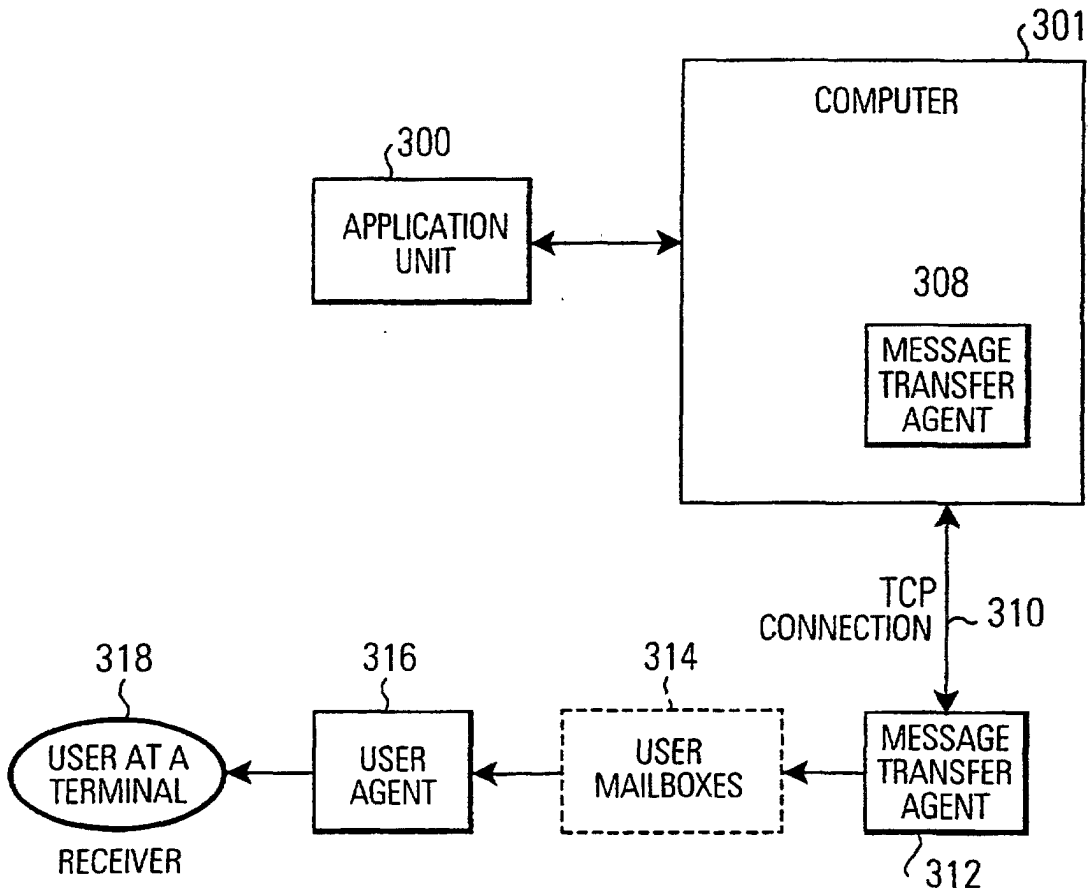 301
COMPUTER
300
APPLICATION
UNIT
308
MESSAGE
TRANSFER
AGENT
TCP
CONNECTION
310
318
316
314
USER AT A
TERMINAL
USER
AGENT
USER
MAILBOXES
MESSAGE
TRANSFER
AGENT
RECEIVER
312